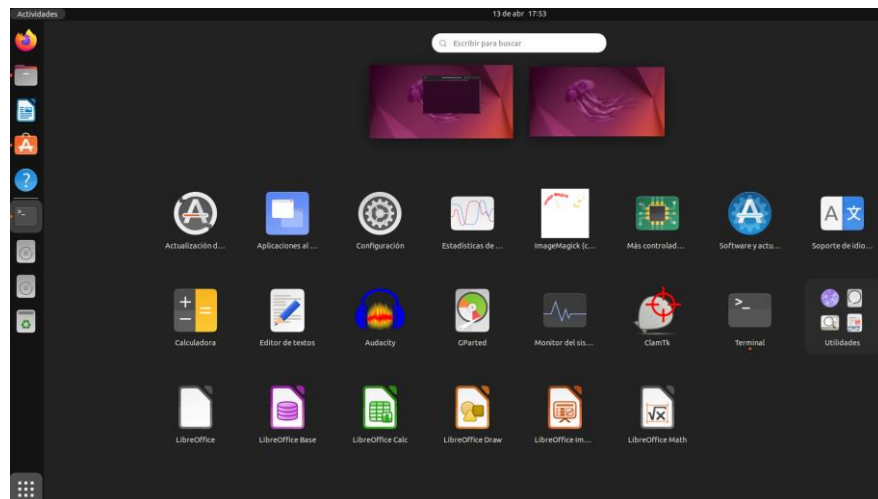 Actividades
13 de abr 17:53
Escribir para buscar
Actualización d...
Aplicaciones al ...
Configuración
Estadísticas de ...
ImageMagick (c...
Más controlad...
Software y actu...
Soporte de idio...
Calculadora
Editor de textos
Audacity
GParted
Monitor del sis...
ClamTk
Terminal
Utilidades
LibreOffice
LibreOffice Base
LibreOffice Calc
LibreOffice Draw
LibreOffice Im...
LibreOffice Math